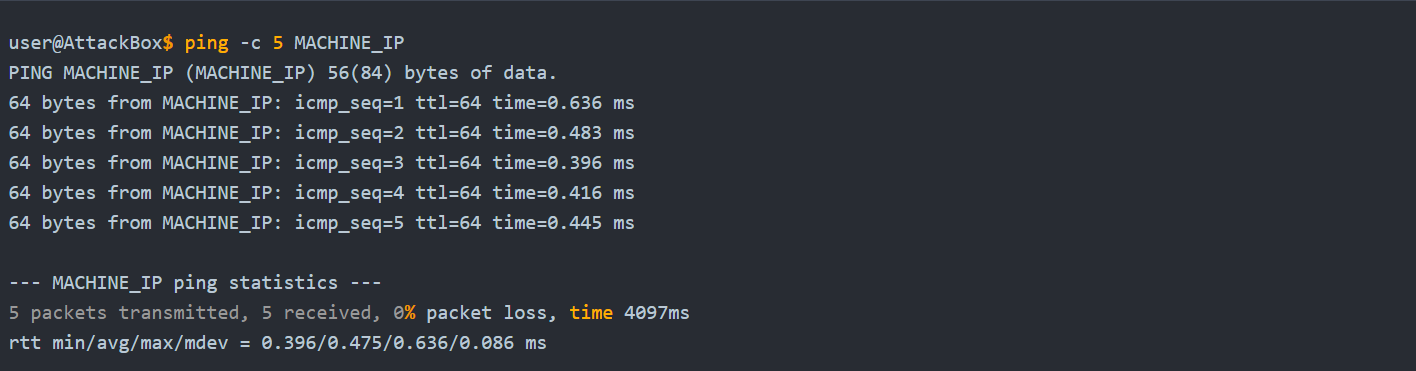 user@AttackBox$ ping -c 5 MACHINE_IP
PING MACHINE_IP (MACHINE_IP) 56(84) bytes of data.
64 bytes from MACHINE_IP: icmp_seq=1 ttl=64 time=0.636 ms
64 bytes from MACHINE_IP: icmp_seq=2 ttl=64 time=0.483 ms
64 bytes from MACHINE_IP: icmp_seq=3 ttl=64 time=0.396 ms
64 bytes from MACHINE_IP: icmp_seq=4 ttl=64 time=0.416 ms
64 bytes from MACHINE_IP: icmp_seq=5 ttl=64 time=0.445 ms
--- MACHINE_IP ping statistics ---
5 packets transmitted, 5 received, 0% packet loss, time 4097ms
rtt min/avg/max/mdev = 0.396/0.475/0.636/0.086 ms